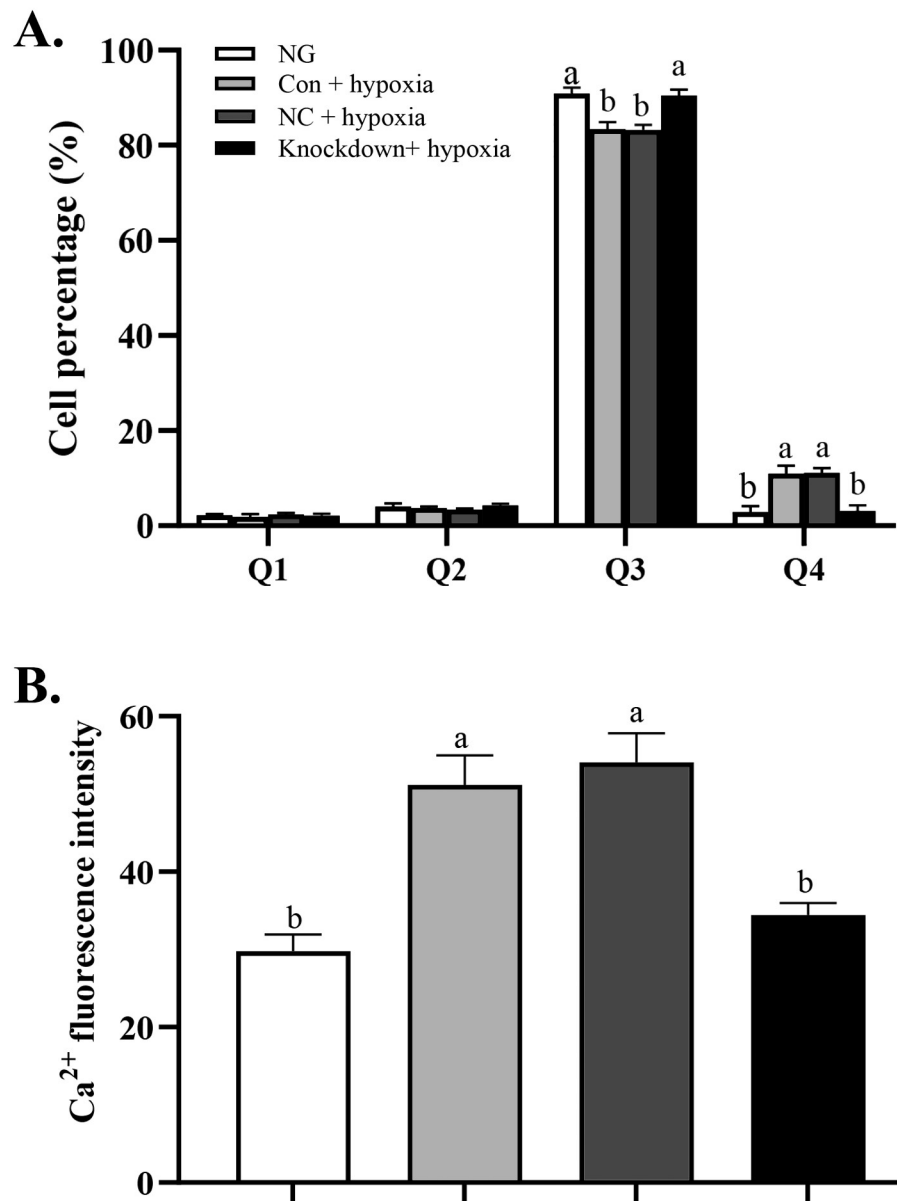 A.
Cell percentage (%)
100
80
60
40
20
0
NG
Con + hypoxia
NC + hypoxia
Knockdown+ hypoxia
a
b
b
a
b
a
a
b
Q1
Q2
Q3
Q4
B.
Ca²⁺ fluorescence intensity
60
40
20
0
b
a
a
b